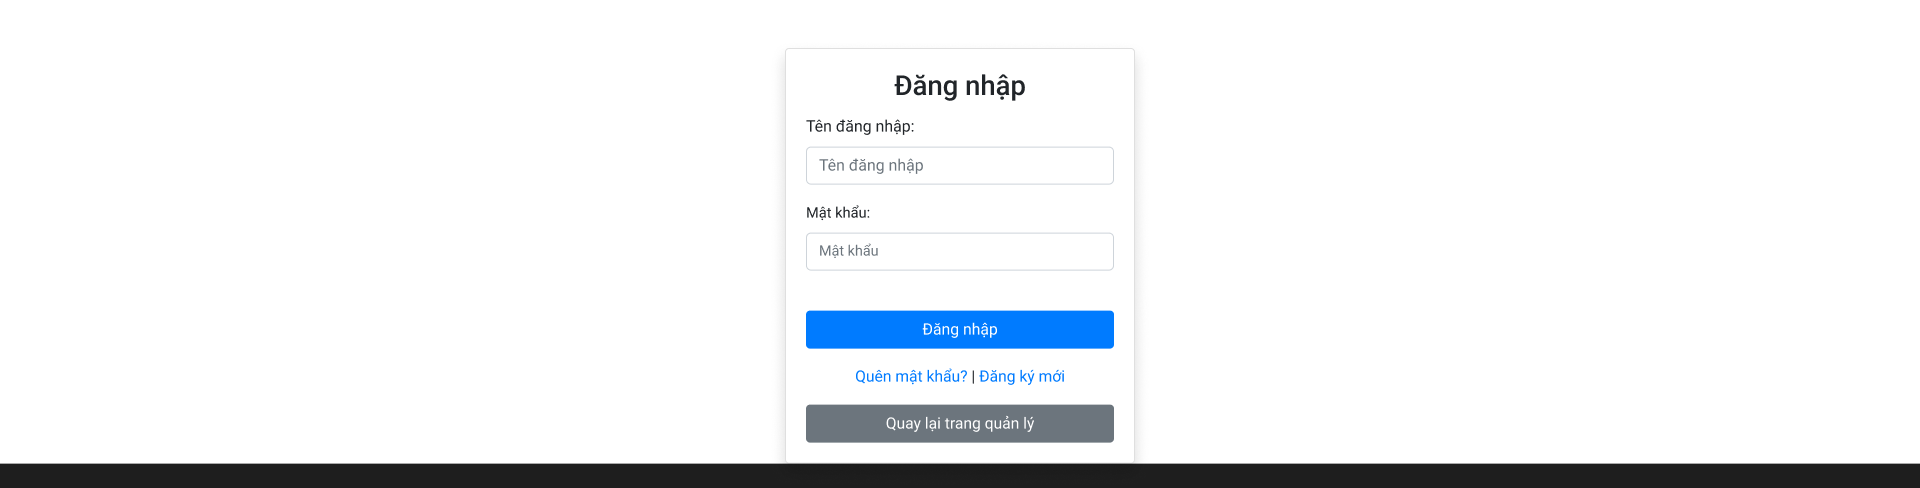 Đăng nhập
Tên đăng nhập:
Tên đăng nhập
Mật khẩu:
Mật khẩu
Đăng nhập
Quên mật khẩu? | Đăng ký mới
Quay lại trang quản lý